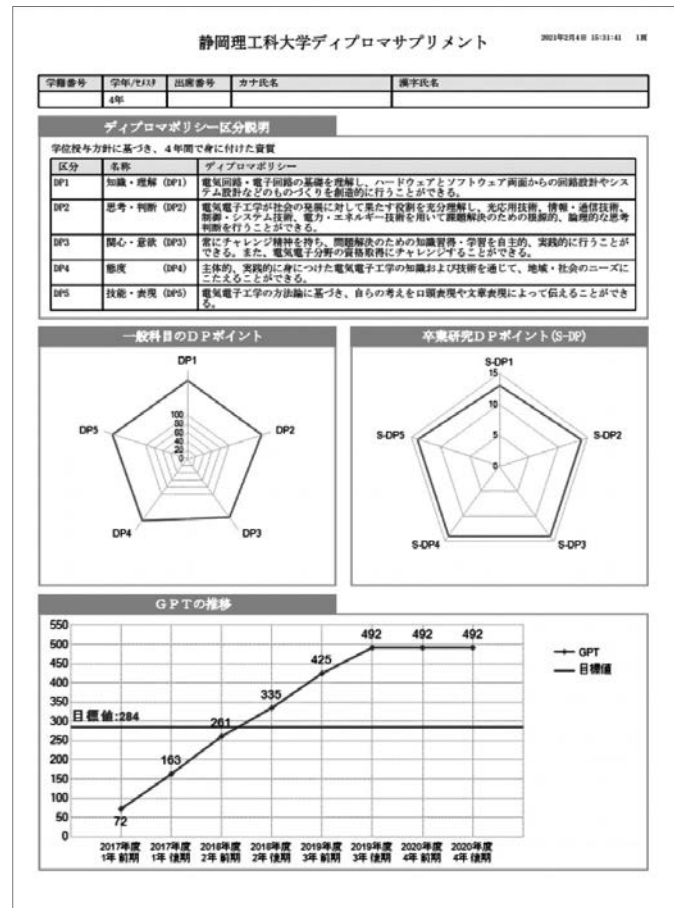 静岡理工科大学ディプロマサプリメント
2021年2月4日 15:31:41 1頁
学籍番号 学年/セメスタ 出席番号 カナ氏名 漢字氏名
4年
ディプロマポリシー区分説明
学位授与方針に基づき、4年間で身に付けた資質
区分 名称 ディプロマポリシー
DP1 知識・理解 (DP1) 電気回路・電子回路の基礎を理解し、ハードウェアとソフトウェア両面からの回路設計やシス
テム設計などのものづくりを創造的に行うことができる。
DP2 思考・判断 (DP2) 電気電子工学が社会の発展に対して果たす役割を充分理解し、光応用技術、情報・通信技術、
制御・システム技術、電力・エネルギー技術を用いて課題解決のための根源的、論理的な思考
判断を行うことができる。
DP3 関心・意欲 (DP3) 常にチャレンジ精神を持ち、問題解決のための知識習得・学習を自主的、実践的に行うことが
できる。また、電気電子分野の資格取得にチャレンジすることができる。
DP4 態度 (DP4) 主体的、実践的に身につけた電気電子工学の知識および技術を通じて、地域・社会のニーズに
こたえることができる。
DP5 技能・表現 (DP5) 電気電子工学の方法論に基づき、自らの考えを口頭表現や文章表現によって伝えることができ
る。
一般科目のDPポイント
DP1
100
80
60
40
20
0
DP5
DP2
DP4
DP3
卒業研究DPポイント(S-DP)
S-DP1
15
10
5
0
S-DP5
S-DP2
S-DP4
S-DP3
GPTの推移
550
500
450
400
350
300
250
200
150
100
50
0
目標値:284
72
163
261
335
425
492
492
492
GPT
目標値
2017年度 2017年度 2018年度 2018年度 2019年度 2019年度 2020年度 2020年度
1年 前期 1年 後期 2年 前期 2年 後期 3年 前期 3年 後期 4年 前期 4年 後期